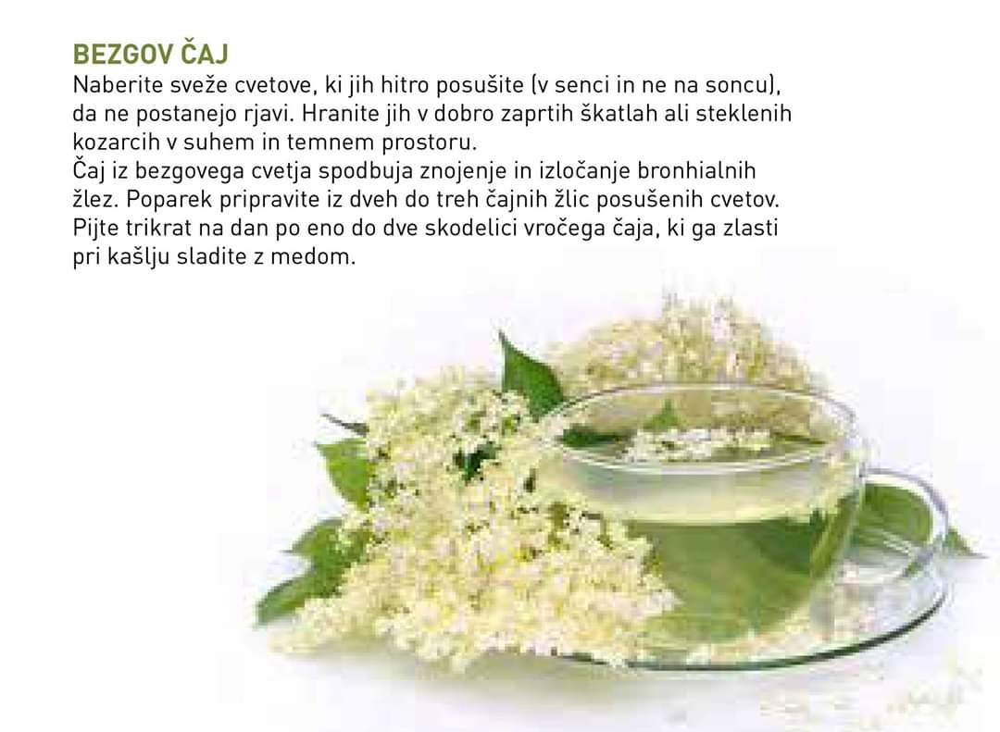 BEZGOV ČAJ
Naberite sveže cvetove, ki jih hitro posušite (v senci in ne na soncu),
da ne postanejo rjavi. Hranite jih v dobro zaprtih škatlah ali steklenih
kozarcih v suhem in temnem prostoru.
Čaj iz bezgovega cvetja spodbuja znojenje in izločanje bronhialnih
žlez. Poparek pripravite iz dveh do treh čajnih žlic posušenih cvetov.
Pijte trikrat na dan po eno do dve skodelici vročega čaja, ki ga zlasti
pri kašlju sladite z medom.